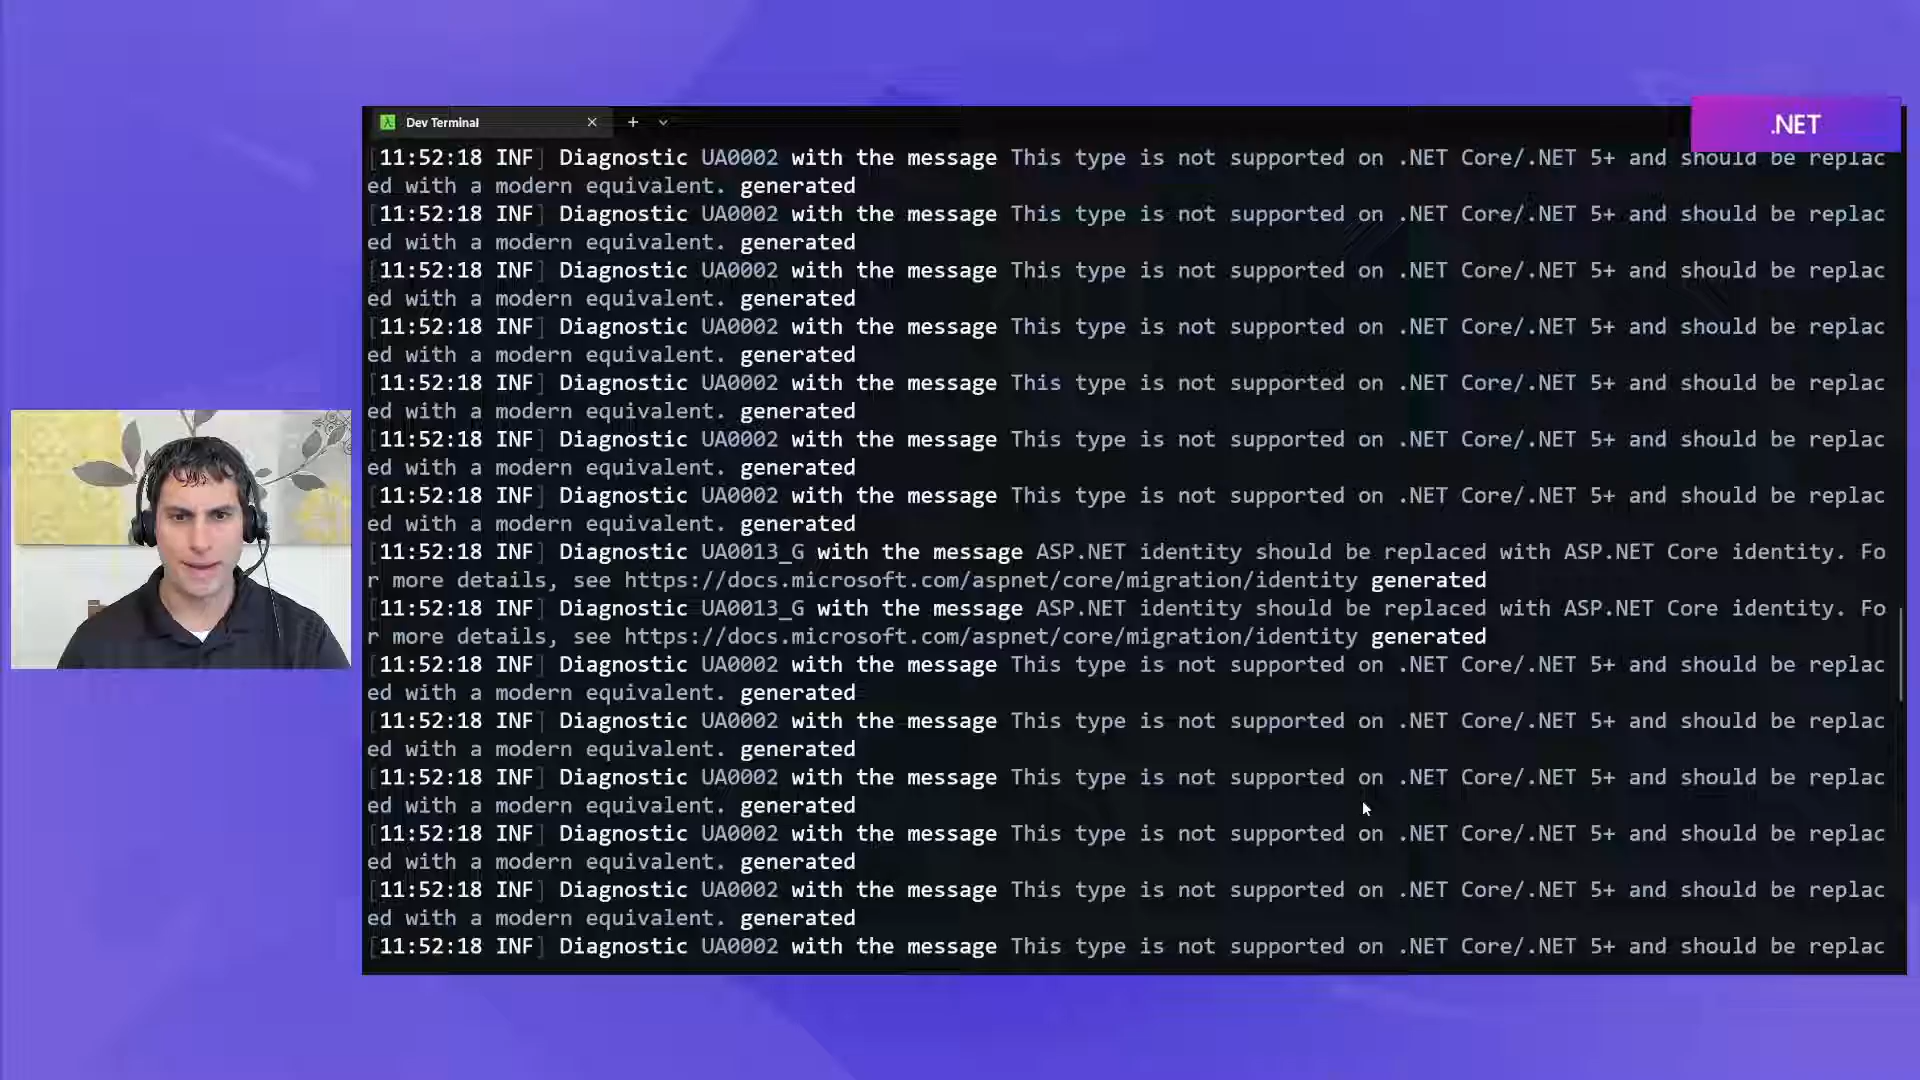 Dev Terminal
.NET
[11:52:18 INF] Diagnostic UA0002 with the message This type is not supported on .NET Core/.NET 5+ and should be replac
ed with a modern equivalent. generated
[11:52:18 INF] Diagnostic UA0002 with the message This type is not supported on .NET Core/.NET 5+ and should be replac
ed with a modern equivalent. generated
[11:52:18 INF] Diagnostic UA0002 with the message This type is not supported on .NET Core/.NET 5+ and should be replac
ed with a modern equivalent. generated
[11:52:18 INF] Diagnostic UA0002 with the message This type is not supported on .NET Core/.NET 5+ and should be replac
ed with a modern equivalent. generated
[11:52:18 INF] Diagnostic UA0002 with the message This type is not supported on .NET Core/.NET 5+ and should be replac
ed with a modern equivalent. generated
[11:52:18 INF] Diagnostic UA0002 with the message This type is not supported on .NET Core/.NET 5+ and should be replac
ed with a modern equivalent. generated
[11:52:18 INF] Diagnostic UA0002 with the message This type is not supported on .NET Core/.NET 5+ and should be replac
ed with a modern equivalent. generated
[11:52:18 INF] Diagnostic UA0013_G with the message ASP.NET identity should be replaced with ASP.NET Core identity. Fo
r more details, see https://docs.microsoft.com/aspnet/core/migration/identity generated
[11:52:18 INF] Diagnostic UA0013_G with the message ASP.NET identity should be replaced with ASP.NET Core identity. Fo
r more details, see https://docs.microsoft.com/aspnet/core/migration/identity generated
[11:52:18 INF] Diagnostic UA0002 with the message This type is not supported on .NET Core/.NET 5+ and should be replac
ed with a modern equivalent. generated
[11:52:18 INF] Diagnostic UA0002 with the message This type is not supported on .NET Core/.NET 5+ and should be replac
ed with a modern equivalent. generated
[11:52:18 INF] Diagnostic UA0002 with the message This type is not supported on .NET Core/.NET 5+ and should be replac
ed with a modern equivalent. generated
[11:52:18 INF] Diagnostic UA0002 with the message This type is not supported on .NET Core/.NET 5+ and should be replac
ed with a modern equivalent. generated
[11:52:18 INF] Diagnostic UA0002 with the message This type is not supported on .NET Core/.NET 5+ and should be replac
ed with a modern equivalent. generated
[11:52:18 INF] Diagnostic UA0002 with the message This type is not supported on .NET Core/.NET 5+ and should be replac